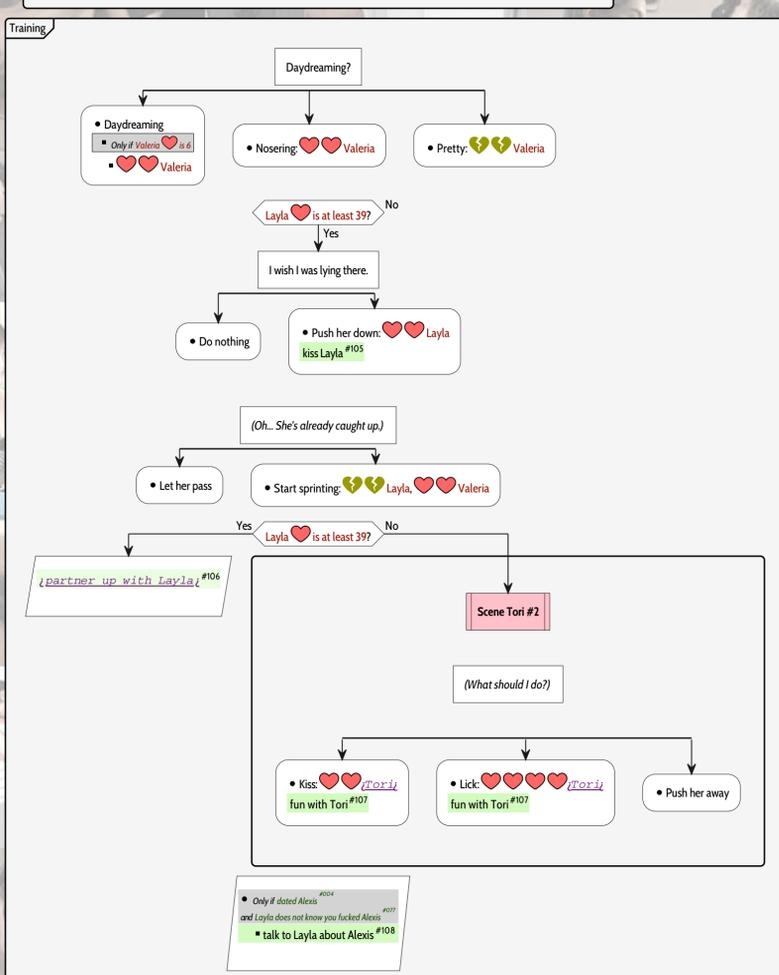 Training
Daydreaming?
Daydreaming
Only if Valeria is 6
Valeria
Nosering: Valeria
Pretty: Valeria
Layla is at least 39?
No
Yes
I wish I was lying there.
Do nothing
Push her down: Layla
kiss Layla #105
(Oh... She's already caught up.)
Let her pass
Start sprinting: Layla, Valeria
Yes
Layla is at least 39?
No
¿partner up with Layla¿ #106
Scene Tori #2
(What should I do?)
Kiss: ¿Tori¿
fun with Tori #107
Lick: ¿Tori¿
fun with Tori #107
Push her away
Only if dated Alexis #004
and Layla does not know you fucked Alexis #077
talk to Layla about Alexis #108